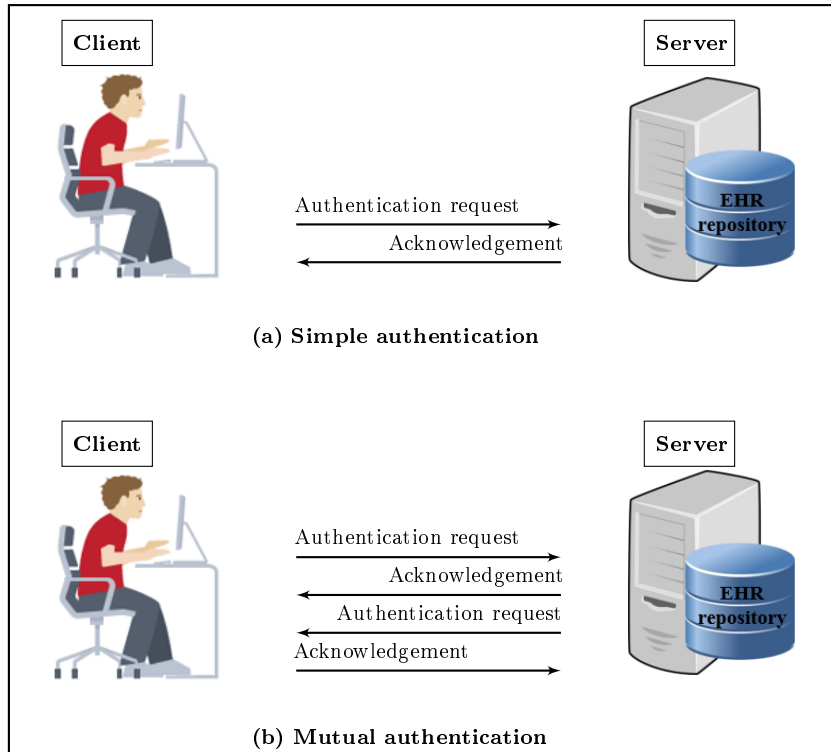 Client
Server
Authentication request
Acknowledgement
EHR
repository
(a) Simple authentication
Client
Server
Authentication request
Acknowledgement
Authentication request
Acknowledgement
EHR
repository
(b) Mutual authentication